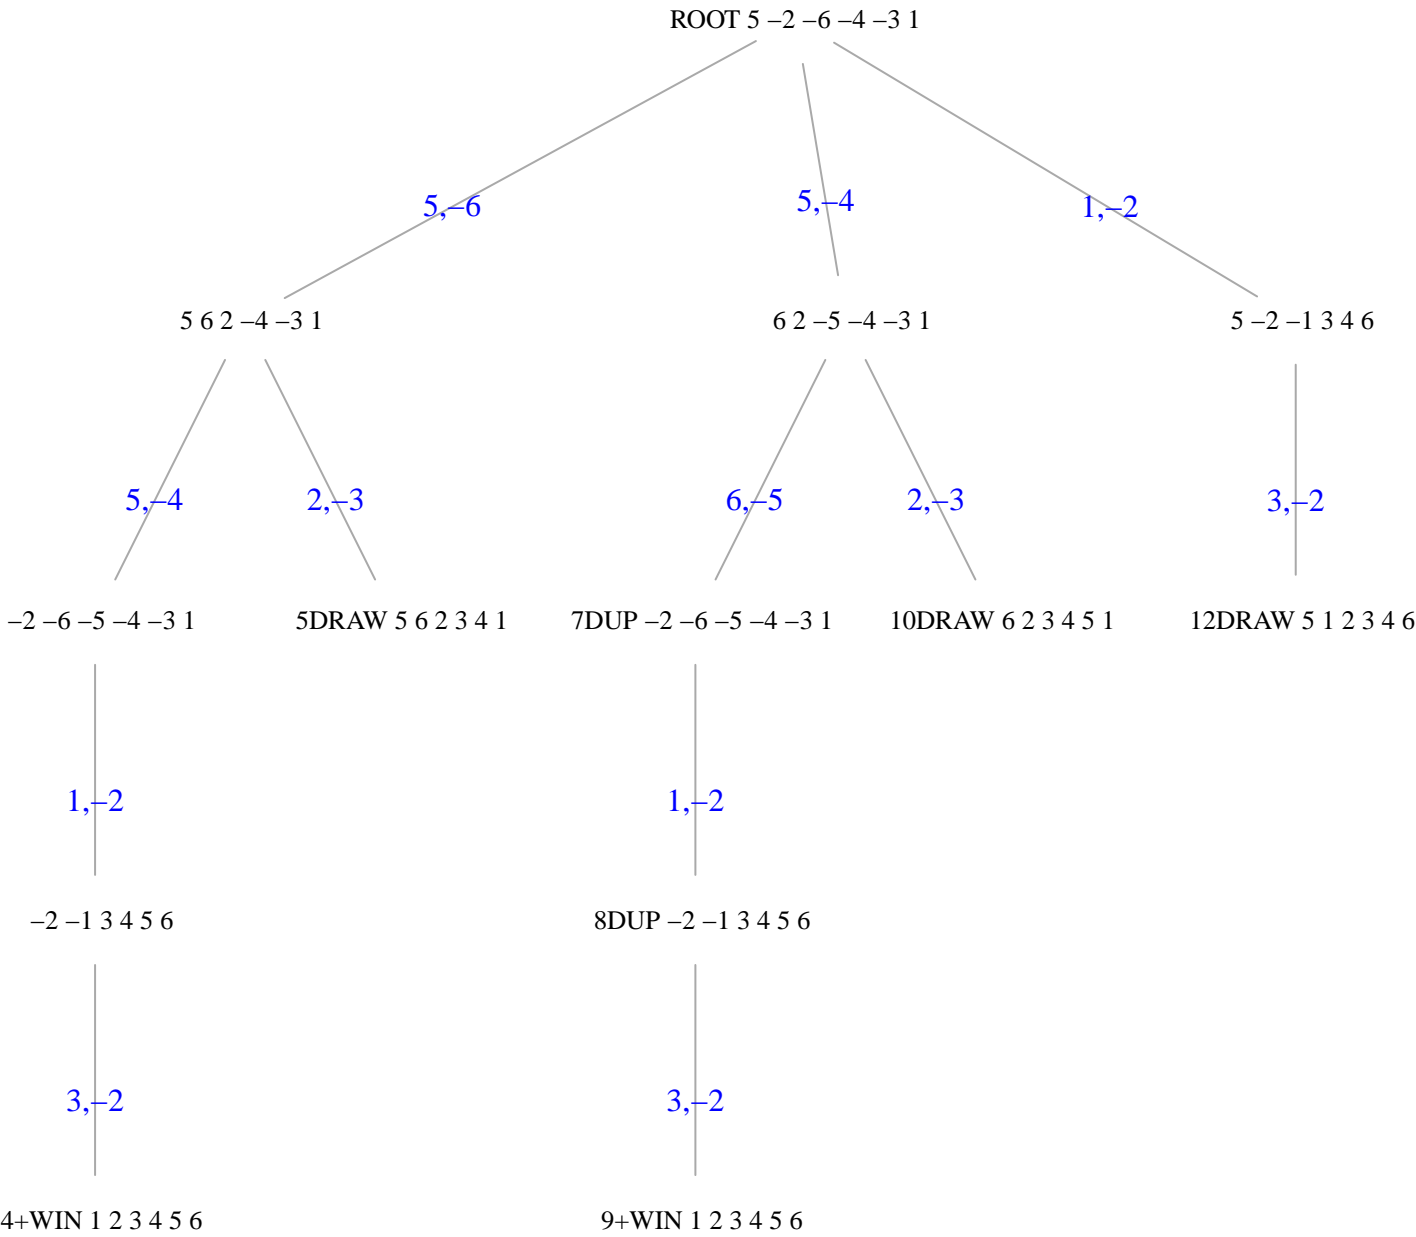 ROOT 5 –2 –6 –4 –3 1
5,–6 5,–4 1,–2
5 6 2 –4 –3 1 6 2 –5 –4 –3 1 5 –2 –1 3 4 6
5,–4 2,–3 6,–5 2,–3 3,–2
–2 –6 –5 –4 –3 1 5DRAW 5 6 2 3 4 1 7DUP –2 –6 –5 –4 –3 1 10DRAW 6 2 3 4 5 1 12DRAW 5 1 2 3 4 6
1,–2 1,–2
–2 –1 3 4 5 6 8DUP –2 –1 3 4 5 6
3,–2 3,–2
4+WIN 1 2 3 4 5 6 9+WIN 1 2 3 4 5 6